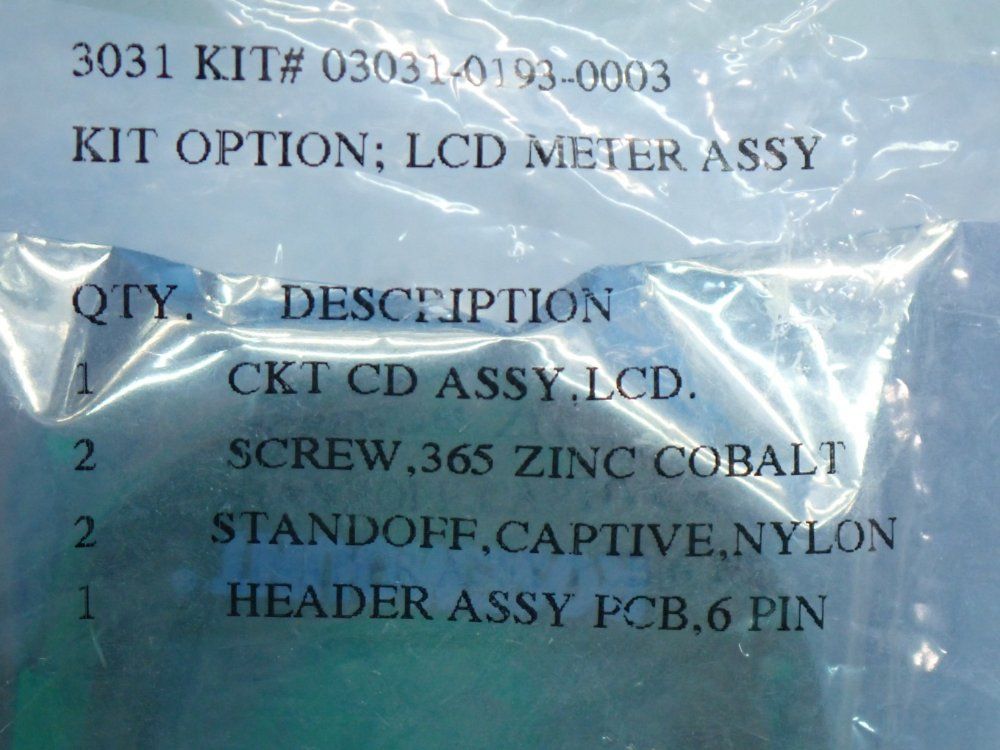 3031 KIT# 03031-0193-0003
KIT OPTION; LCD METER ASSY
QTY. DESCRIPTION
1 CKT CD ASSY.LCD.
2 SCREW,365 ZINC COBALT
2 STANDOFF,CAPTIVE,NYLON
1 HEADER ASSY PCB,6 PIN